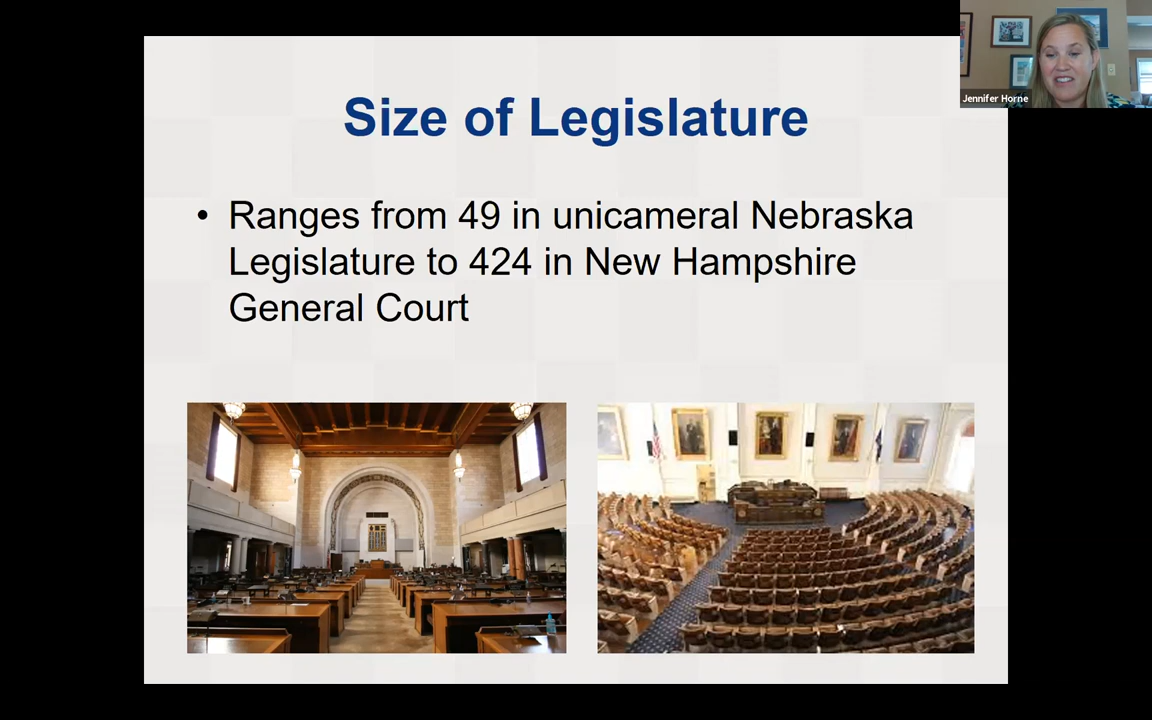 Jennifer Horne
Size of Legislature
• Ranges from 49 in unicameral Nebraska
Legislature to 424 in New Hampshire
General Court